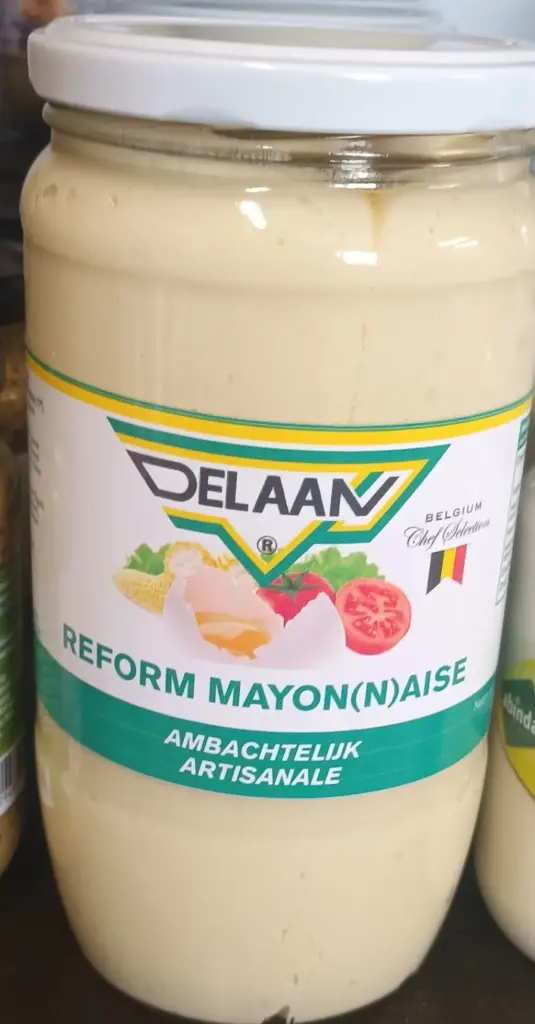 DELAAN
®
BELGIUM
Chef Selection
REFORM MAYON(N)AISE
AMBACHTELIJK
ARTISANALE